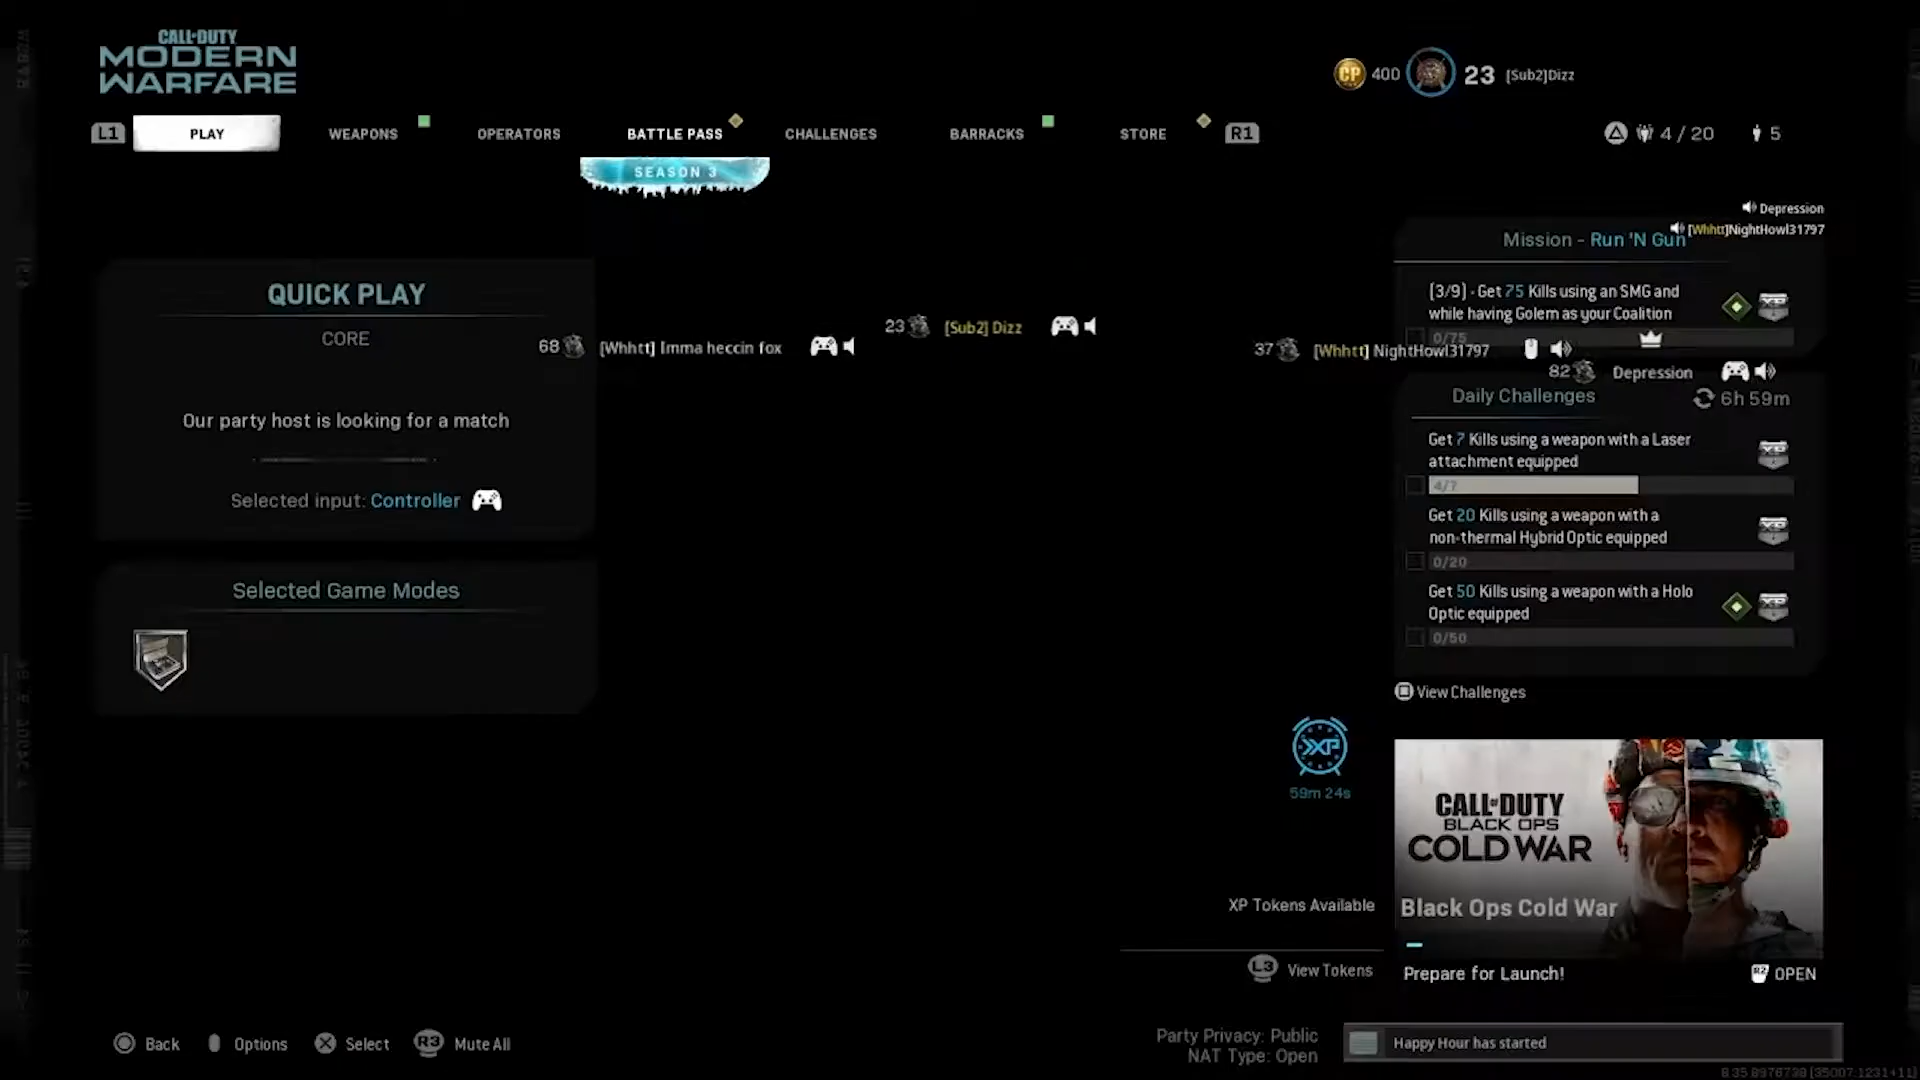 CALL OF DUTY
MODERN
WARFARE
CP 400 23 [Sub2]Dizz
L1 PLAY WEAPONS OPERATORS BATTLE PASS CHALLENGES BARRACKS STORE R1
4 / 20 5
SEASON 3
Depression
[Whhtt]NightHowl31797
Mission - Run 'N Gun
(3/9) - Get 75 Kills using an SMG and
while having Golem as your Coalition
0/75
QUICK PLAY
CORE
68 [Whhtt] Imma heccin fox
23 [Sub2] Dizz
37 [Whhtt] NightHowl31797
82 Depression
Our party host is looking for a match
Selected input: Controller
Selected Game Modes
Daily Challenges 6h 59m
Get 7 Kills using a weapon with a Laser
attachment equipped
4/7
Get 20 Kills using a weapon with a
non-thermal Hybrid Optic equipped
0/20
Get 50 Kills using a weapon with a Holo
Optic equipped
0/50
View Challenges
XP
59m 24s
XP Tokens Available
L3 View Tokens
CALL OF DUTY
BLACK OPS
COLD WAR
Black Ops Cold War
Prepare for Launch!
R2 OPEN
Back Options Select R3 Mute All
Party Privacy: Public
NAT Type: Open
Happy Hour has started